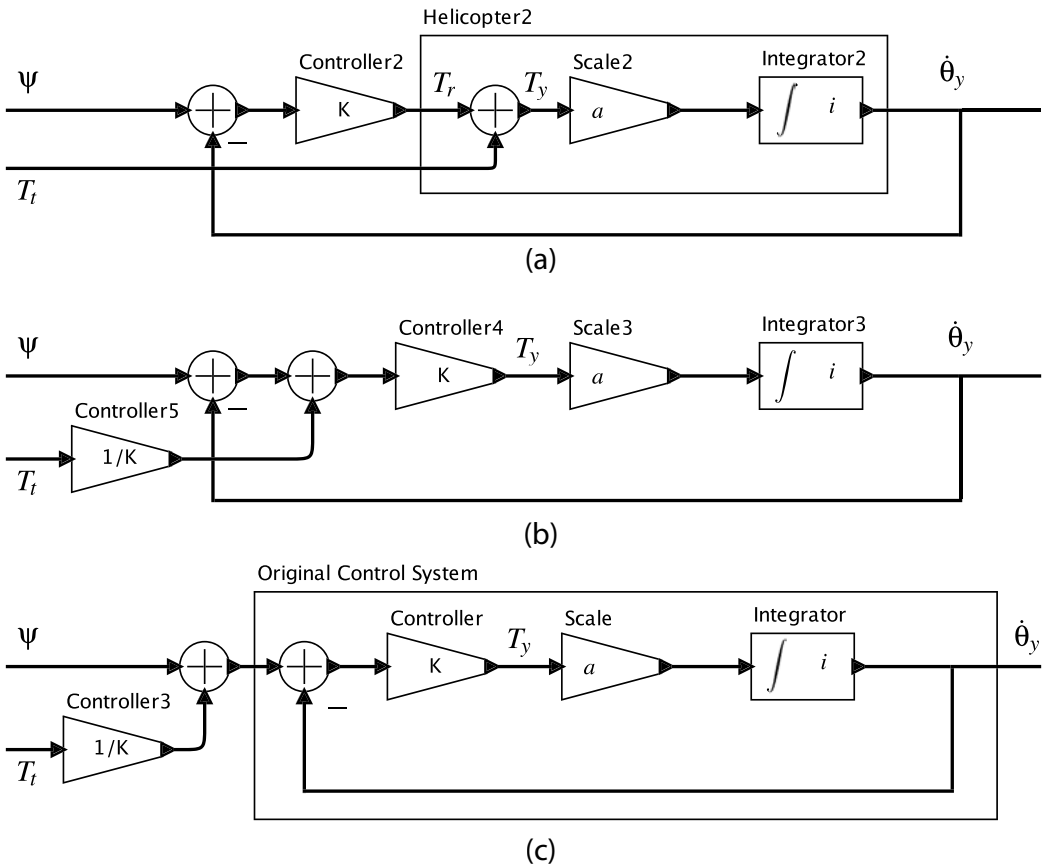 Helicopter2
ψ
Controller2
K
T_r
T_y
Scale2
a
Integrator2
∫ i
θ̇_y
−
T_t
(a)
ψ
Controller4
K
T_y
Scale3
a
Integrator3
∫ i
θ̇_y
−
Controller5
1/K
T_t
(b)
Original Control System
ψ
Controller
K
T_y
Scale
a
Integrator
∫ i
θ̇_y
−
Controller3
1/K
T_t
(c)